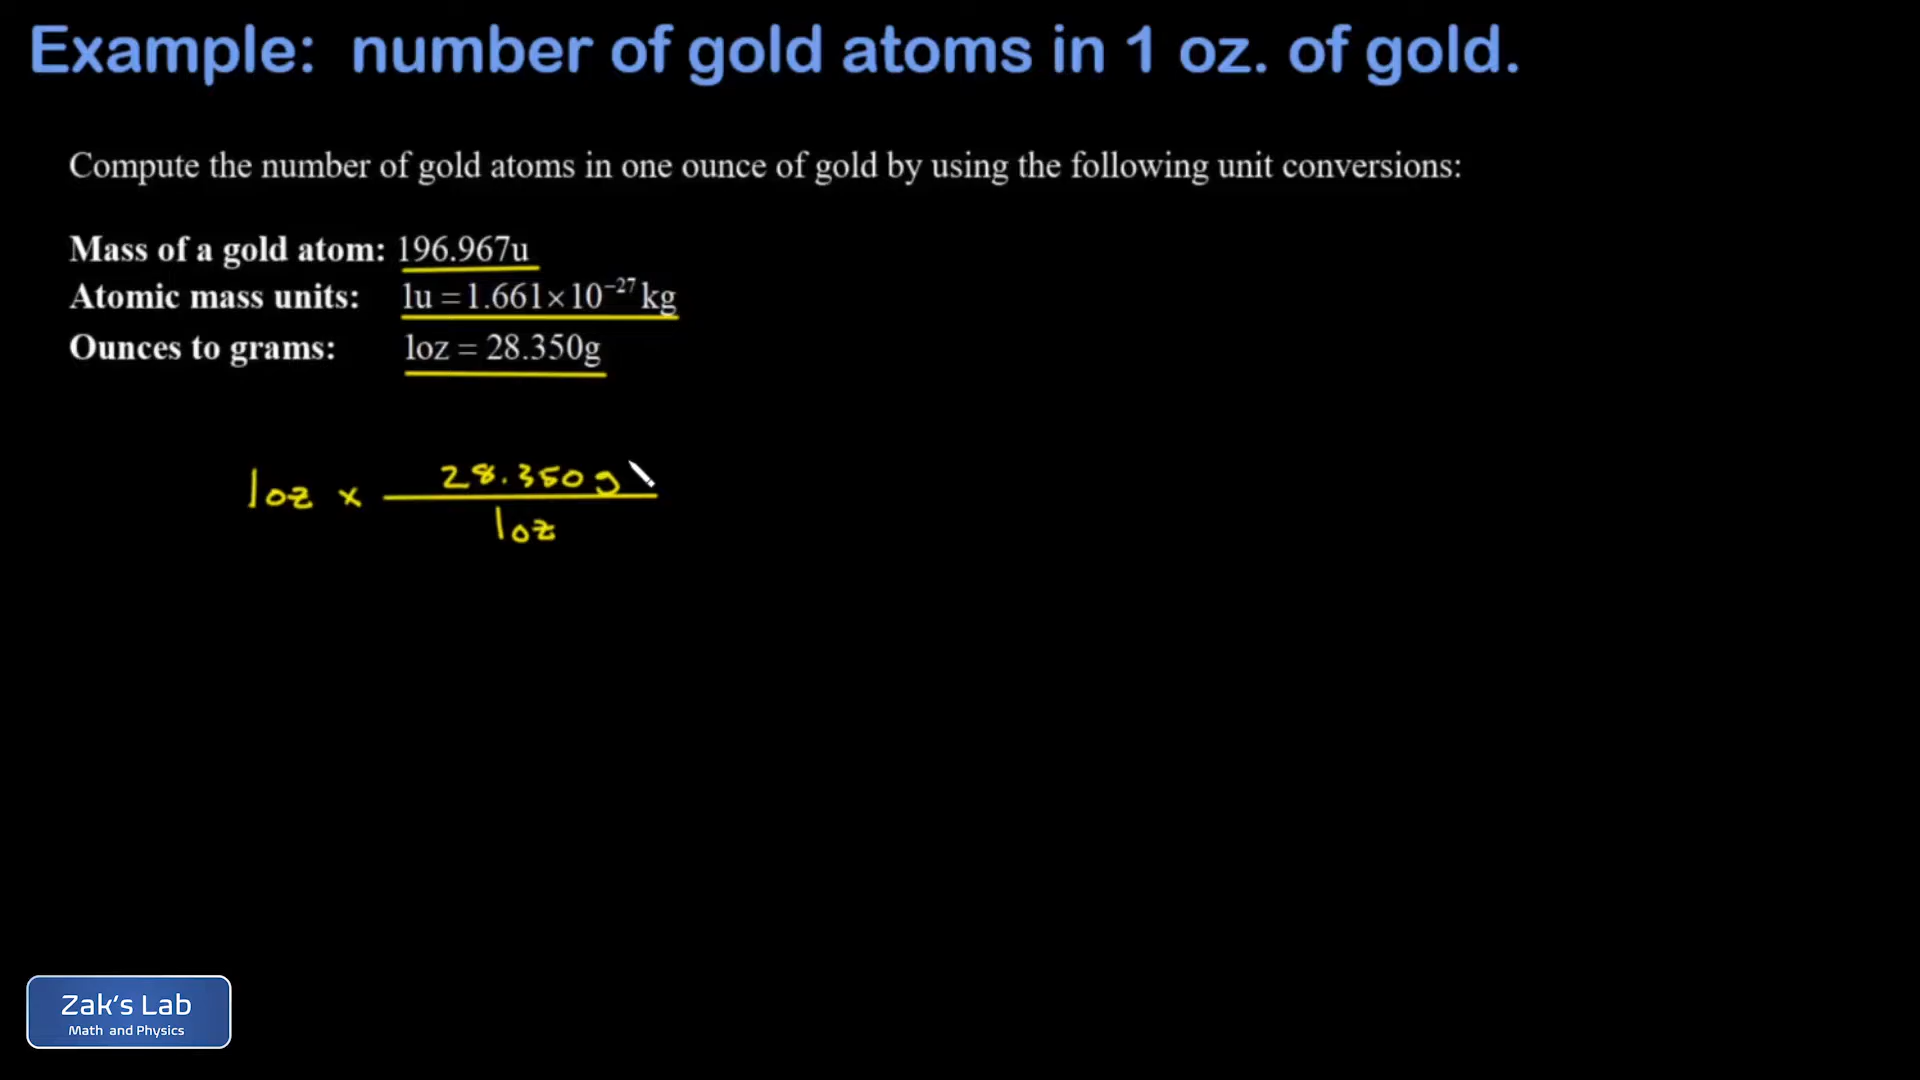 Example: number of gold atoms in 1 oz. of gold.
Compute the number of gold atoms in one ounce of gold by using the following unit conversions:
Mass of a gold atom: 196.967u
Atomic mass units: 1u = 1.661×10⁻²⁷ kg
Ounces to grams: 1oz = 28.350g
1oz × 28.350g
1oz
Zak's Lab
Math and Physics